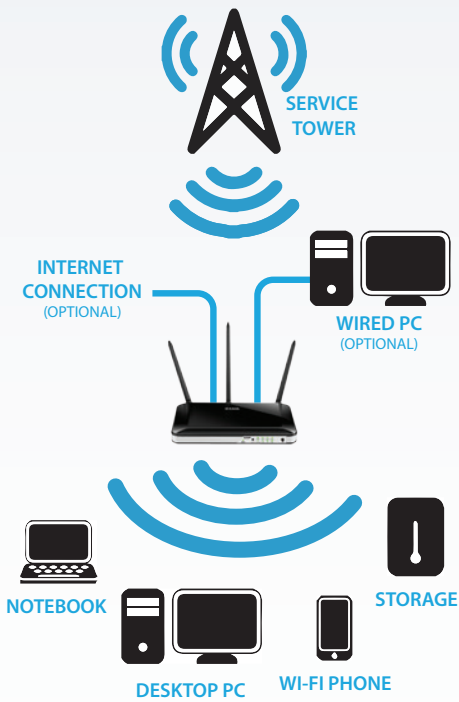 SERVICE
TOWER
INTERNET
CONNECTION
(OPTIONAL)
WIRED PC
(OPTIONAL)
NOTEBOOK
STORAGE
DESKTOP PC
WI-FI PHONE